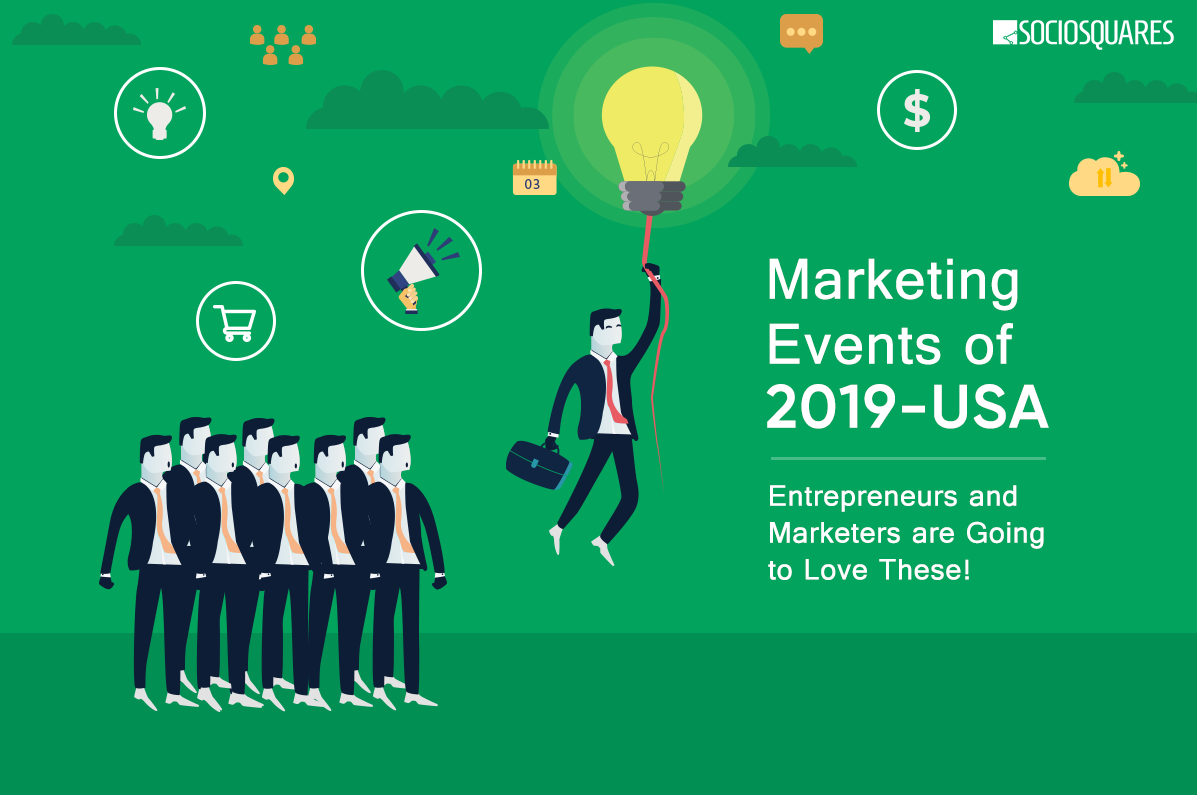 SOCIOSQUARES
$
03
Marketing
Events of
2019-USA
Entrepreneurs and
Marketers are Going
to Love These!